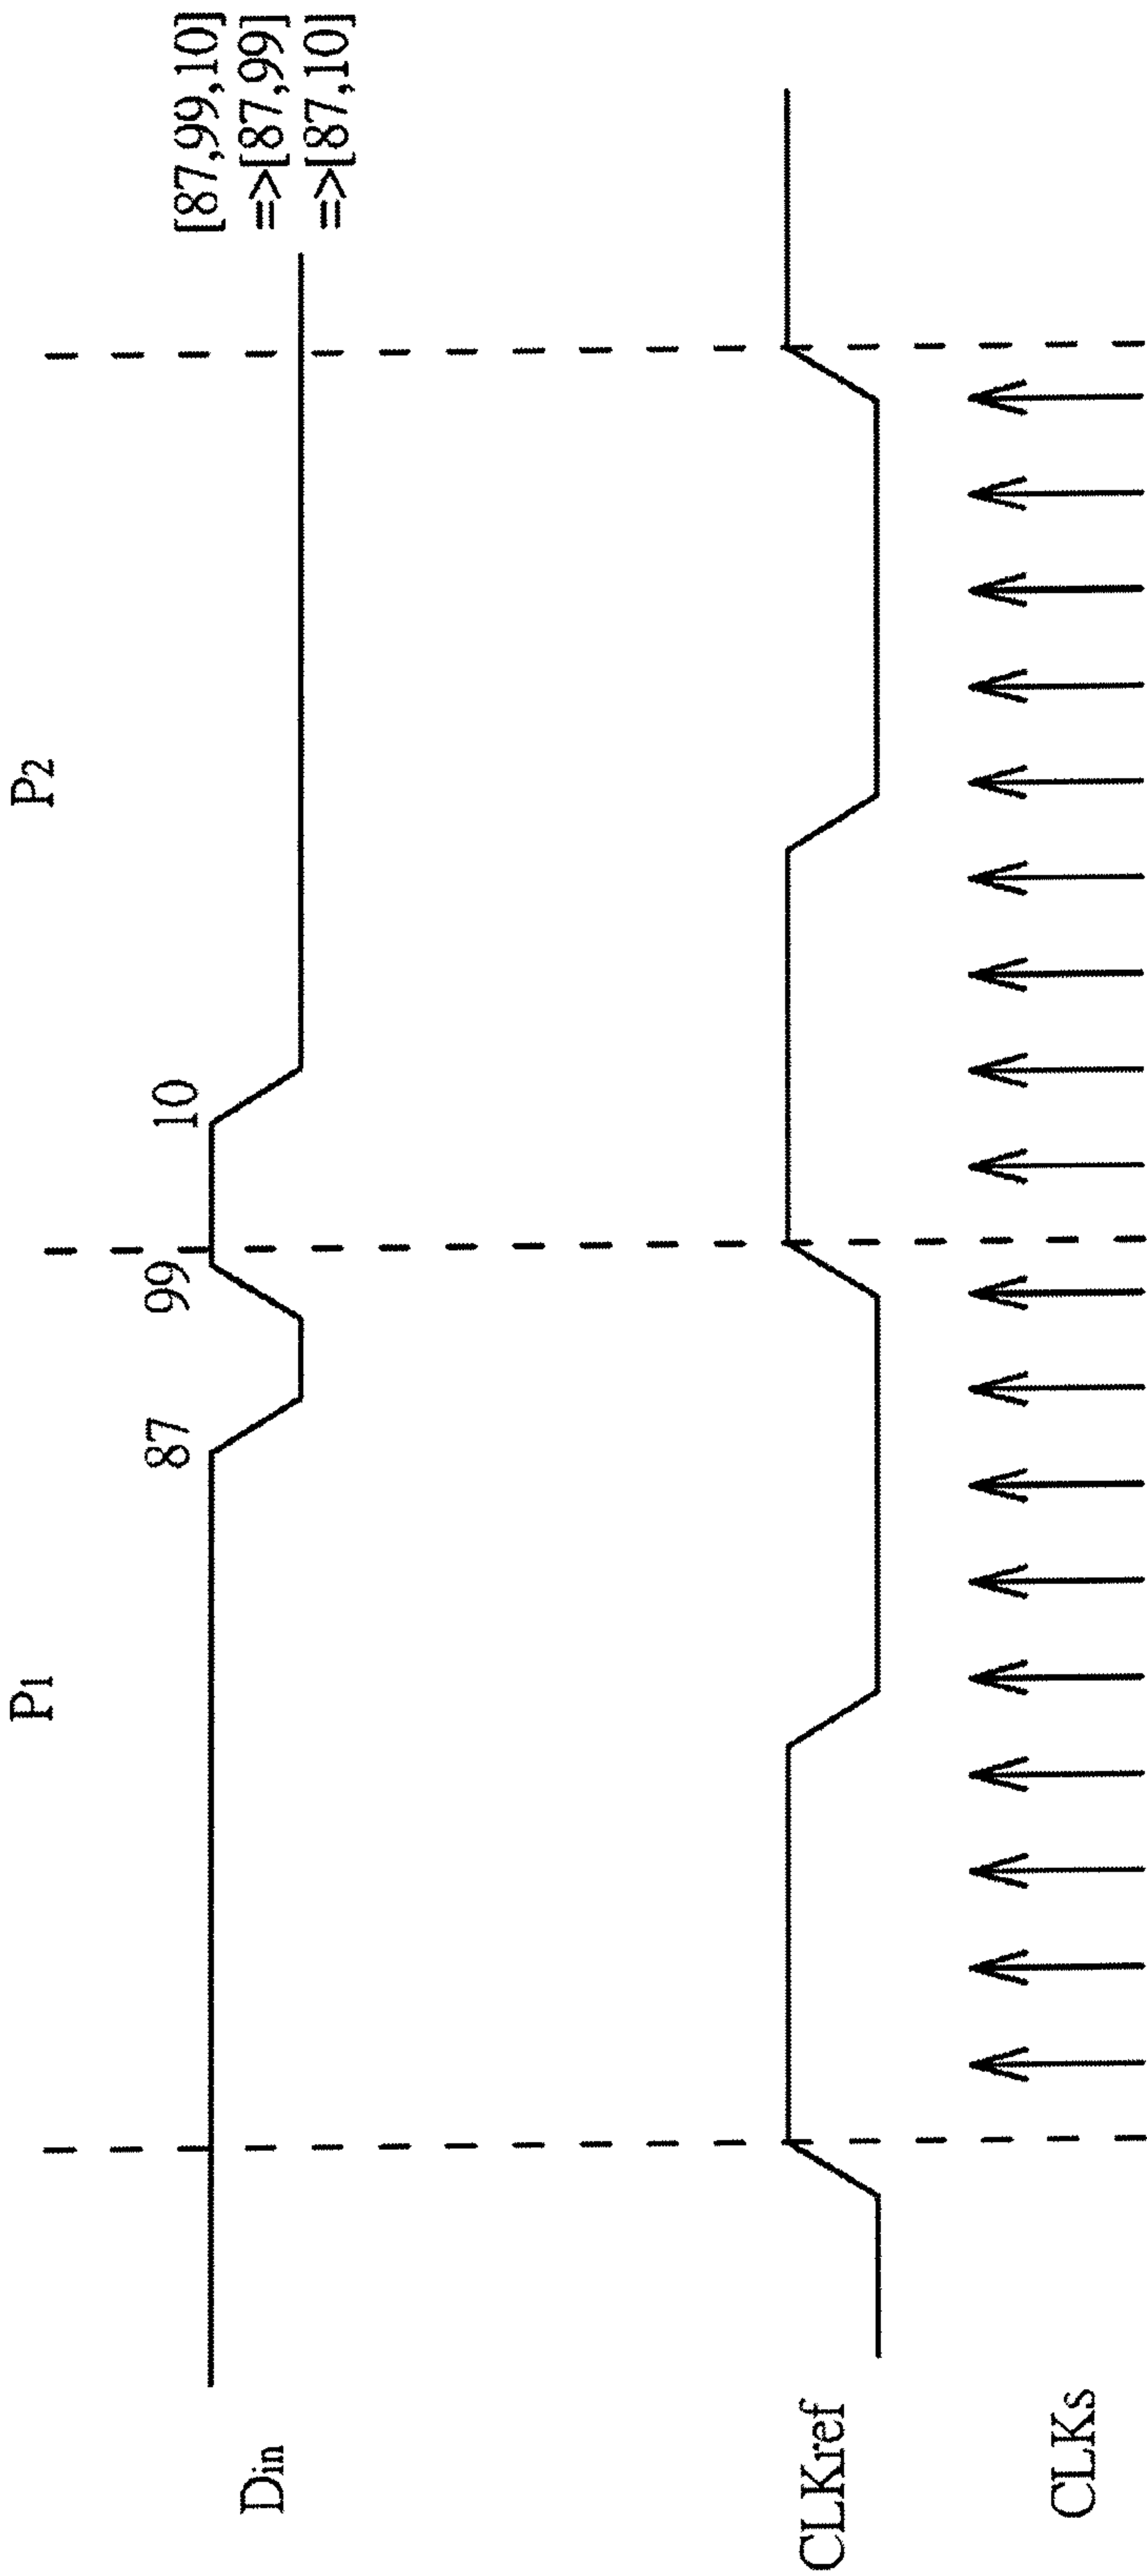 P1
P2
Din
87
99
10
[87,99,10]
=>[87,99]
=>[87,10]
CLKref
CLKs